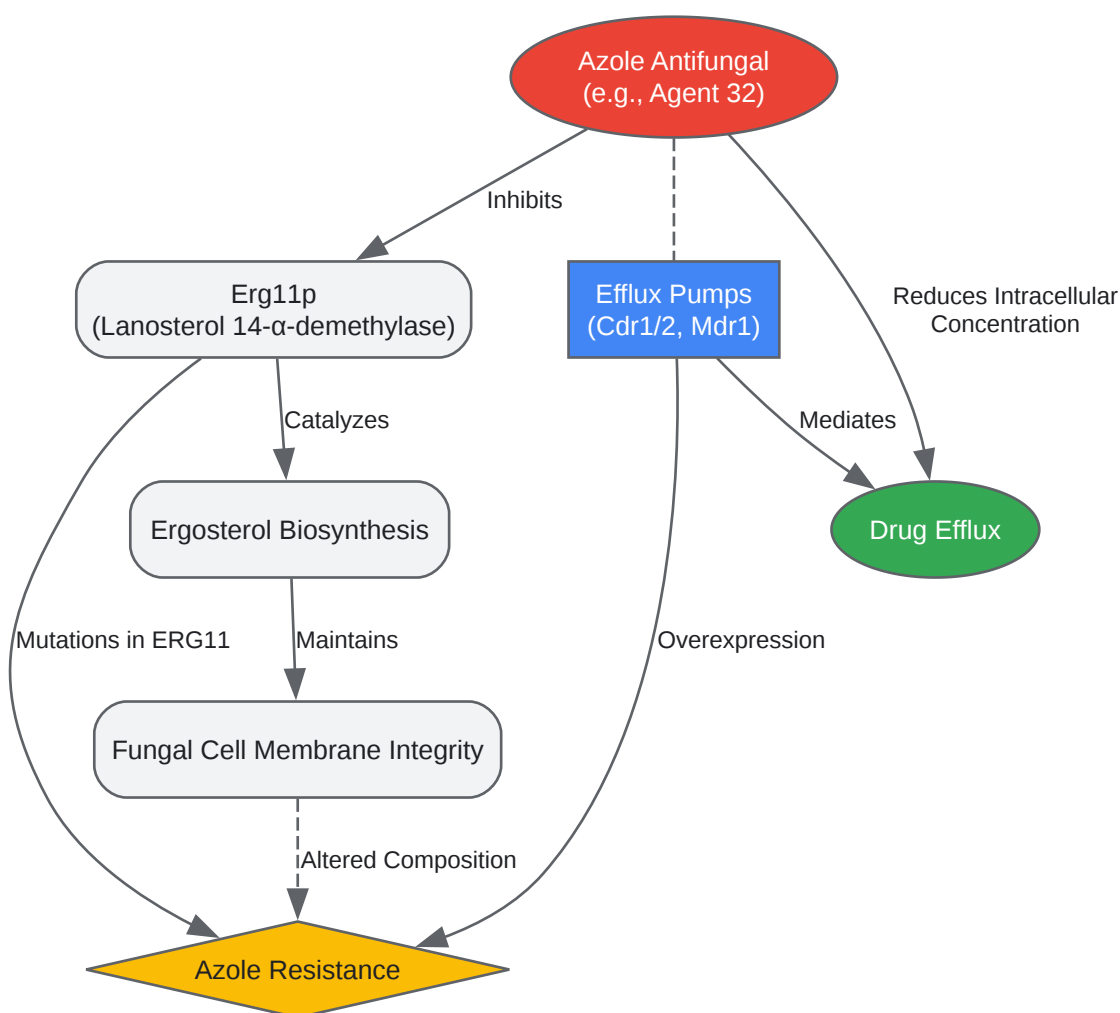 Azole Antifungal
(e.g., Agent 32)
Inhibits
Erg11p
(Lanosterol 14-α-demethylase)
Efflux Pumps
(Cdr1/2, Mdr1)
Reduces Intracellular
Concentration
Catalyzes
Mediates
Ergosterol Biosynthesis
Drug Efflux
Mutations in ERG11
Maintains
Overexpression
Fungal Cell Membrane Integrity
Altered Composition
Azole Resistance